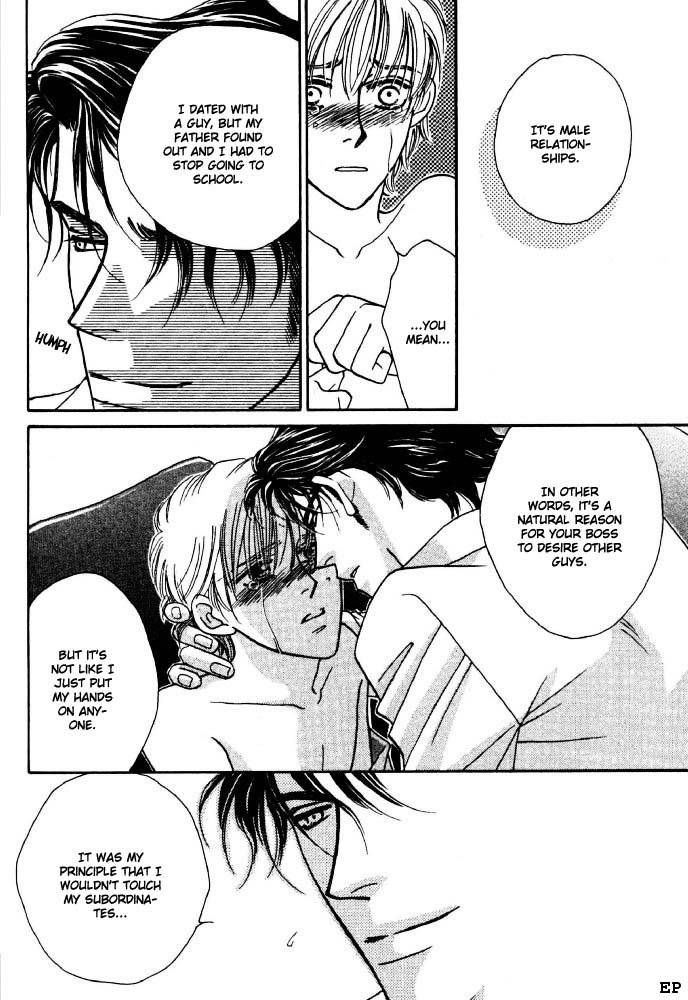 IT'S MALE
RELATION-
SHIPS.
...YOU
MEAN...
I DATED WITH
A GUY, BUT MY
FATHER FOUND
OUT AND I HAD TO
STOP GOING TO
SCHOOL.
HUMPH
IN OTHER
WORDS, IT'S A
NATURAL REASON
FOR YOUR BOSS
TO DESIRE OTHER
GUYS.
BUT IT'S
NOT LIKE I
JUST PUT
MY HANDS
ON ANY-
ONE.
IT WAS MY
PRINCIPLE THAT I
WOULDN'T TOUCH
MY SUBORDINA-
TES...
EP